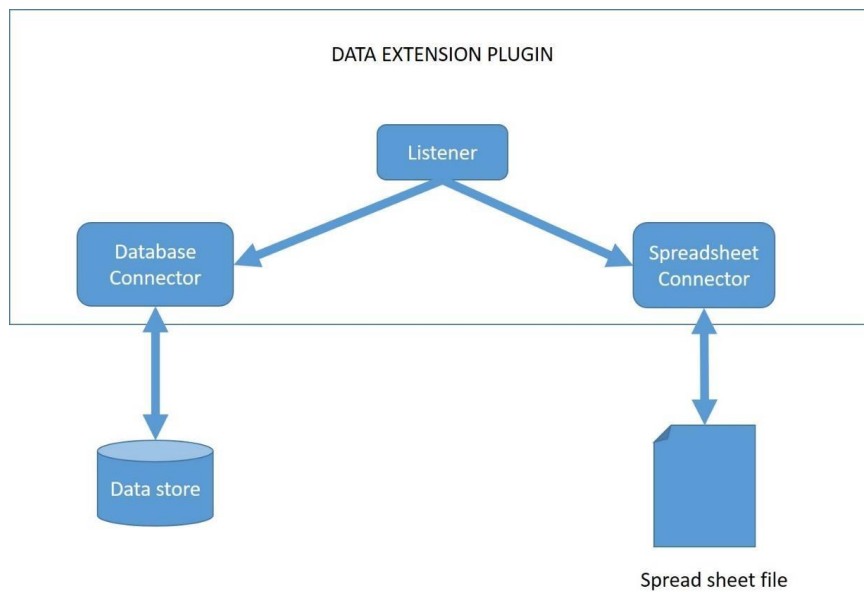 DATA EXTENSION PLUGIN
Listener
Database
Connector
Spreadsheet
Connector
Data store
Spread sheet file